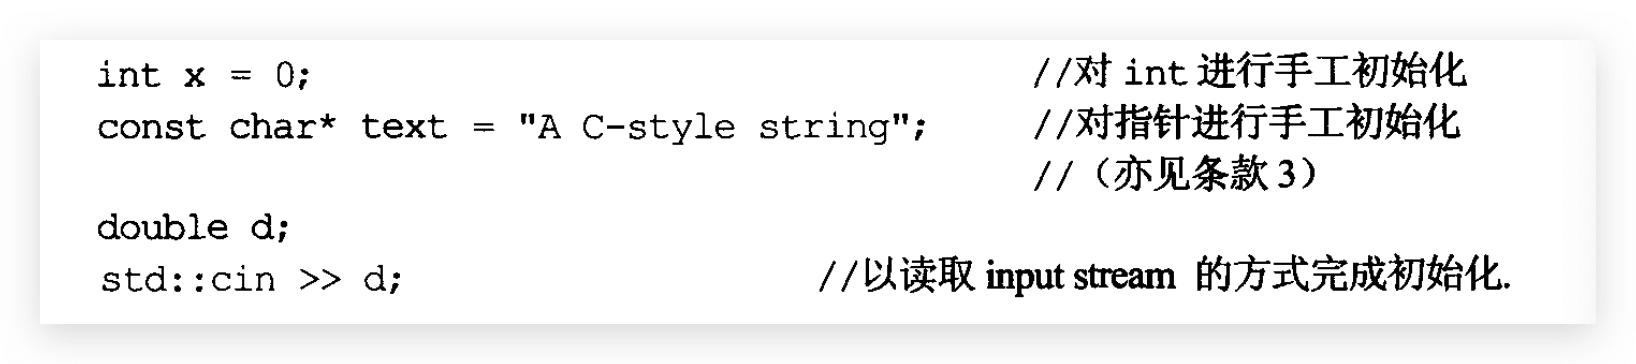 int x = 0; //对 int 进行手工初始化
const char* text = "A C-style string"; //对指针进行手工初始化
//（亦见条款 3）
double d;
std::cin >> d; //以读取 input stream 的方式完成初始化.